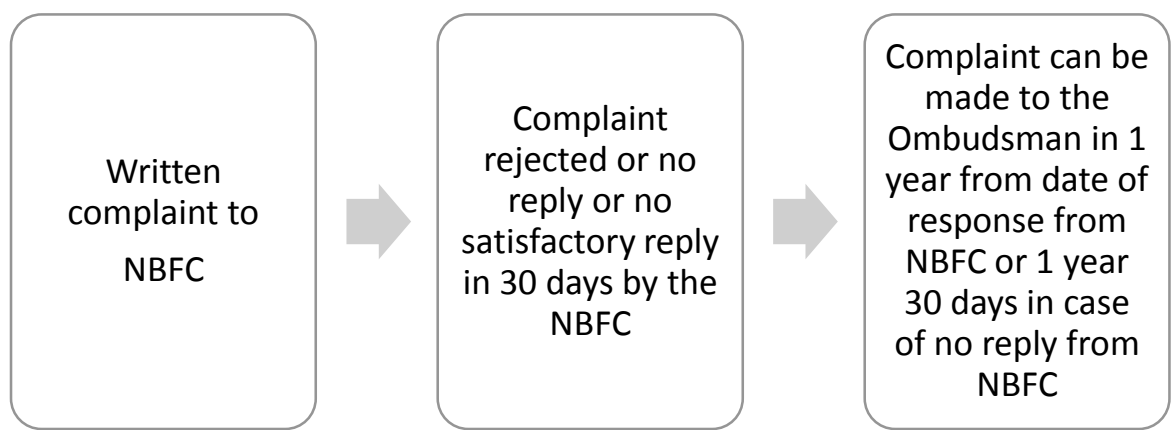 Written
complaint to
NBFC
Complaint
rejected or no
reply or no
satisfactory reply
in 30 days by the
NBFC
Complaint can be
made to the
Ombudsman in 1
year from date of
response from
NBFC or 1 year
30 days in case
of no reply from
NBFC